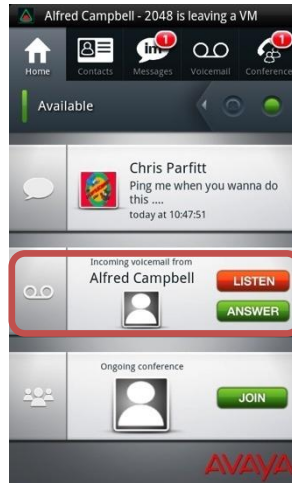 Alfred Campbell - 2048 is leaving a VM
1
1
im
Home
Contacts
Messages
Voicemail
Conference
Available
Chris Parfitt
Ping me when you wanna do
this ....
today at 10:47:51
Incoming voicemail from
Alfred Campbell
LISTEN
ANSWER
Ongoing conference
JOIN
AVAYA